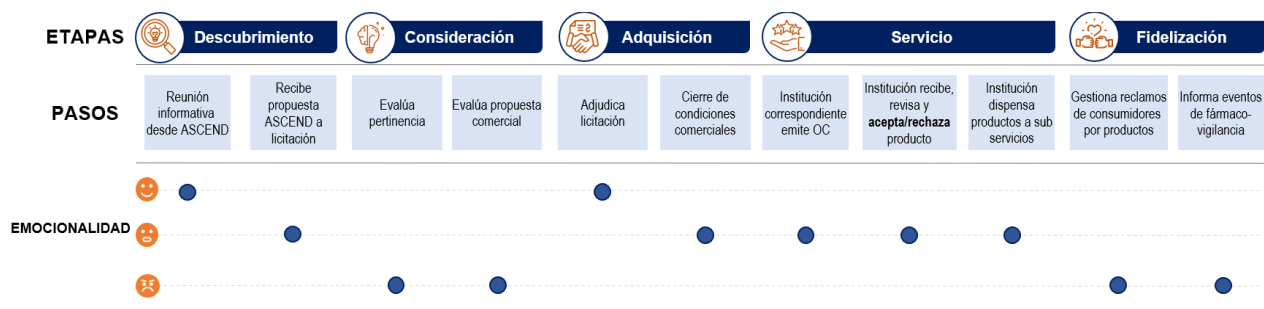 ETAPAS
Descubrimiento
Consideración
Adquisición
Servicio
Fidelización
PASOS
Reunión
informativa
desde ASCEND
Recibe
propuesta
ASCEND a
licitación
Evalúa
pertinencia
Evalúa propuesta
comercial
Adjudica
licitación
Cierre de
condiciones
comerciales
Institución
correspondiente
emite OC
Institución recibe,
revisa y
acepta/rechaza
producto
Institución
dispensa
productos a sub
servicios
Gestiona reclamos
de consumidores
por productos
Informa eventos
de fármaco-
vigilancia
EMOCIONALIDAD